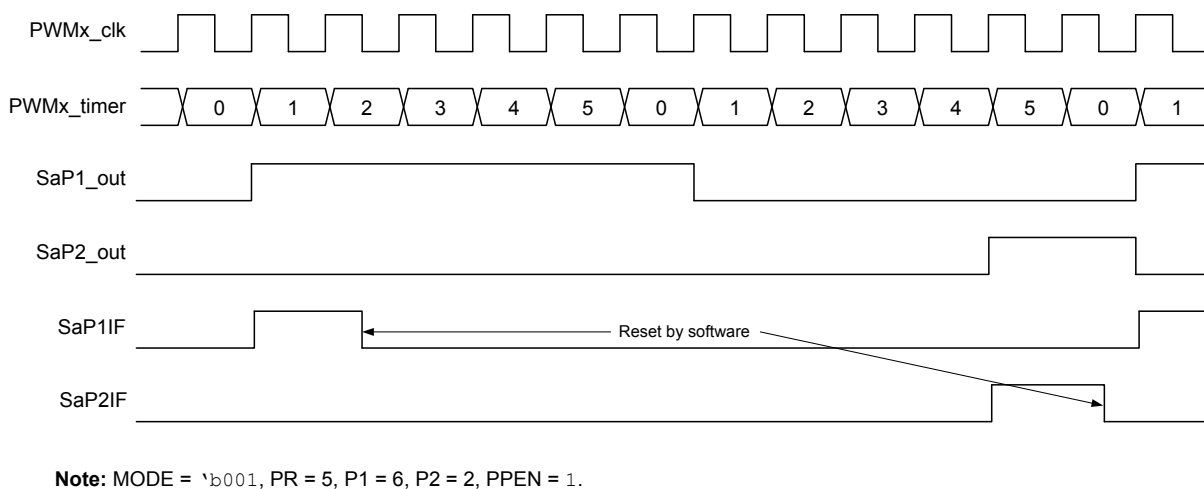 PWMx_clk
PWMx_timer 0 1 2 3 4 5 0 1 2 3 4 5 0 1
SaP1_out
SaP2_out
SaP1IF
Reset by software
SaP2IF
Note: MODE = ‘b001, PR = 5, P1 = 6, P2 = 2, PPEN = 1.